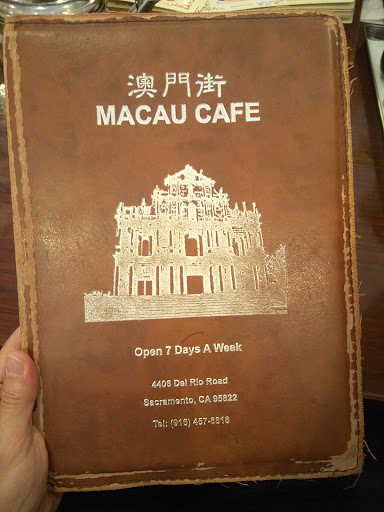 澳門街
MACAU CAFE
Open 7 Days A Week
4406 Del Rio Road
Sacramento, CA 95822
Tel: (916) 457-8818